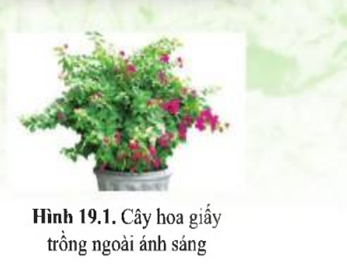 Hình 19.1. Cây hoa giấy
trồng ngoài ánh sáng